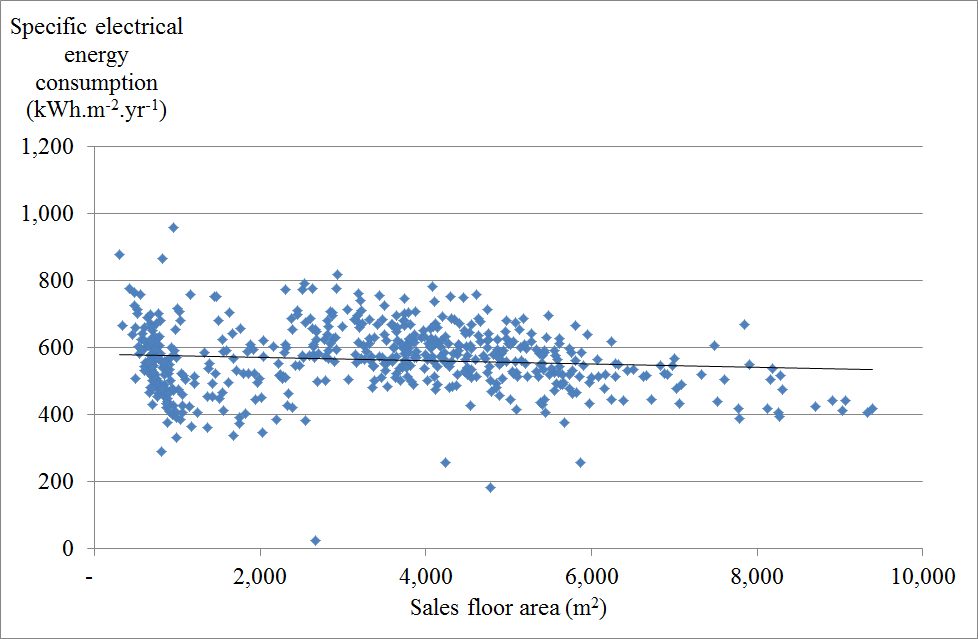 Specific electrical
energy
consumption
(kWh.m⁻².yr⁻¹)
1,200
1,000
800
600
400
200
0
- 2,000 4,000 6,000 8,000 10,000
Sales floor area (m²)